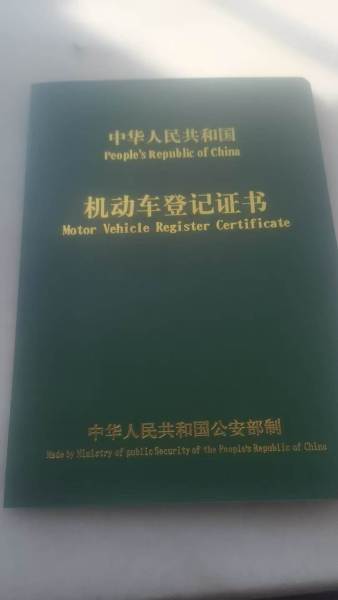 中华人民共和国
People's Republic of China
机动车登记证书
Motor Vehicle Register Certificate
中华人民共和国公安部制
Made by Ministry of public Security of the People's Republic of China